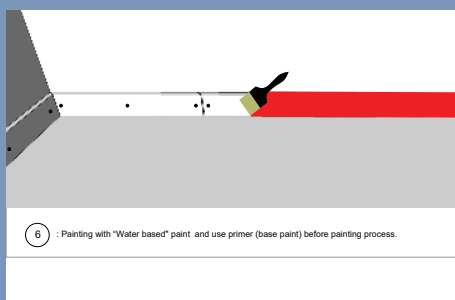 6 : Painting with "Water based" paint and use primer (base paint) before painting process.